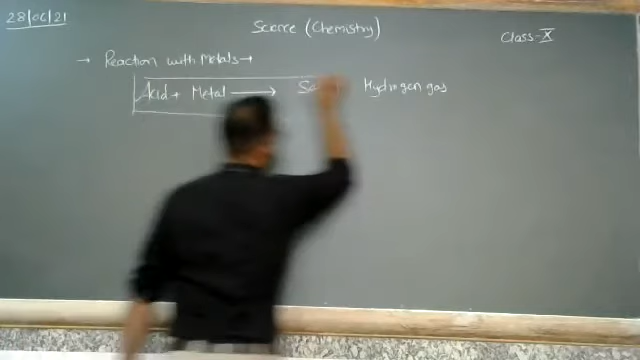 28/06/21
Science (Chemistry)
Class-X
→ Reaction with Metals →
Acid + Metal ⟶ Hydrogen gas